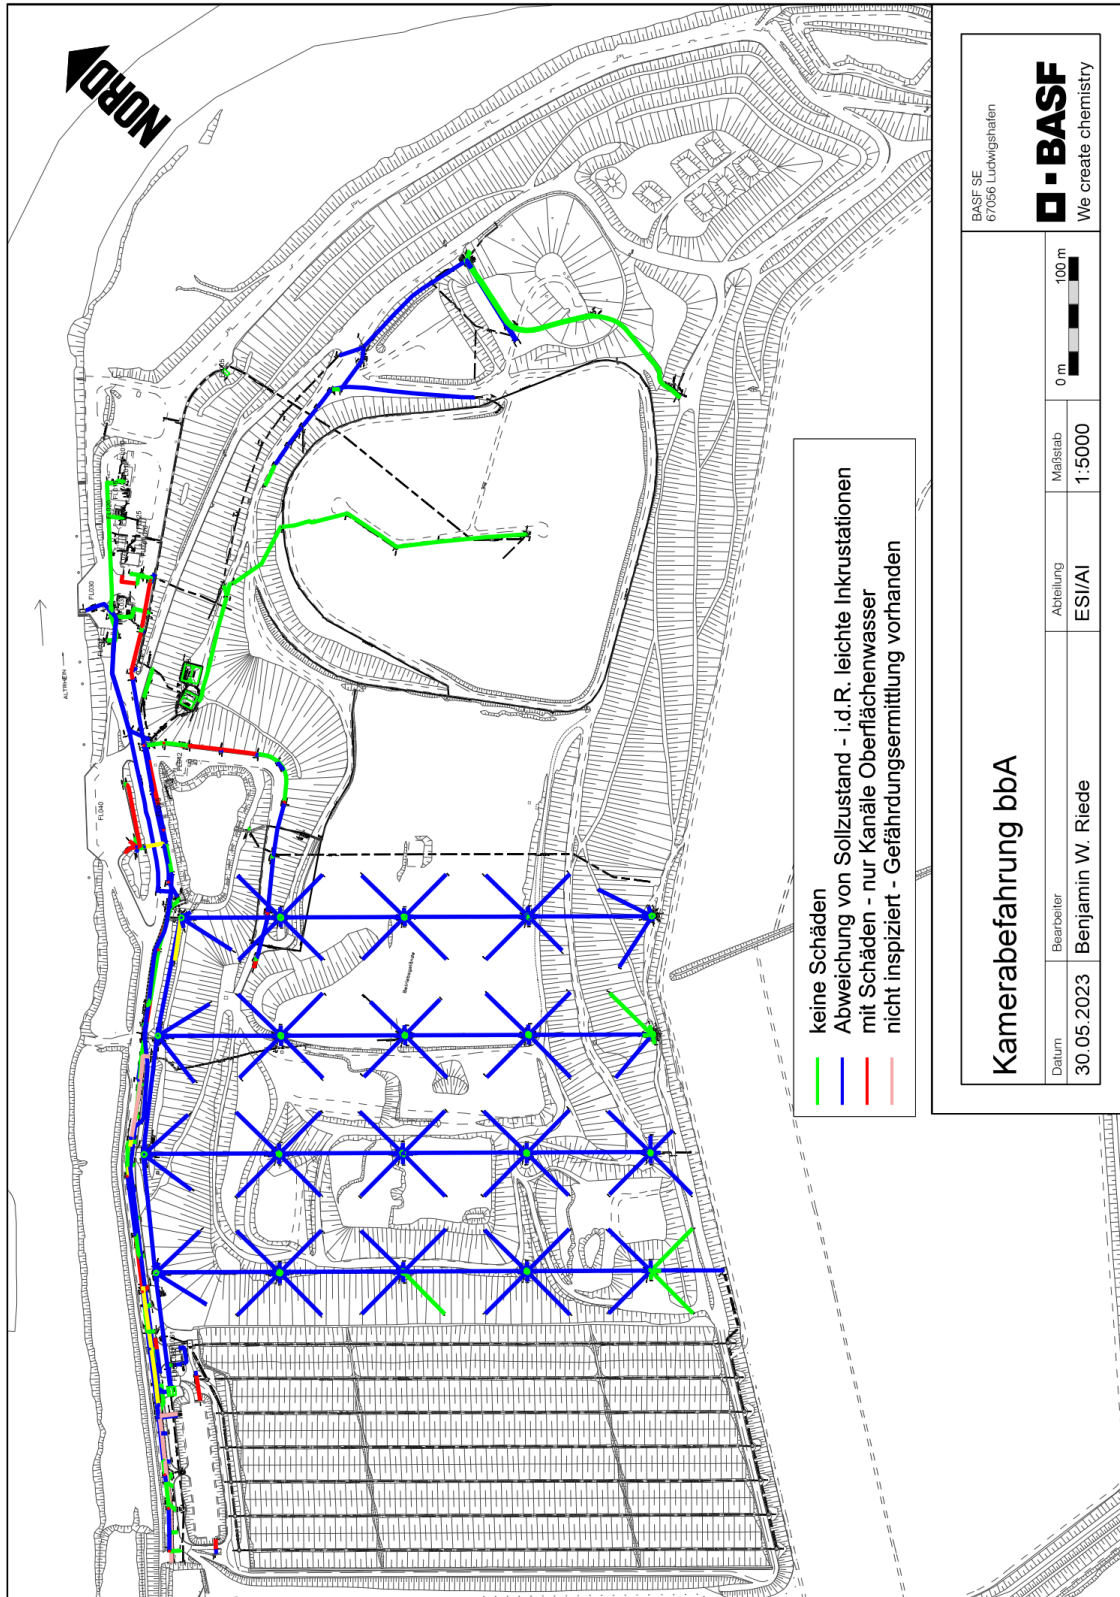 NORD
ALTRHEIN
FL030
FL040
keine Schäden
Abweichung von Sollzustand - i.d.R. leichte Inkrustationen
mit Schäden - nur Kanäle Oberflächenwasser
nicht inspiziert - Gefährdungsermittlung vorhanden
Kamerabefahrung bbA
BASF SE
67056 Ludwigshafen
BASF
We create chemistry
Datum
Bearbeiter
Abteilung
Maßstab
0 m
100 m
30.05.2023
Benjamin W. Riede
ESI/AI
1:5000